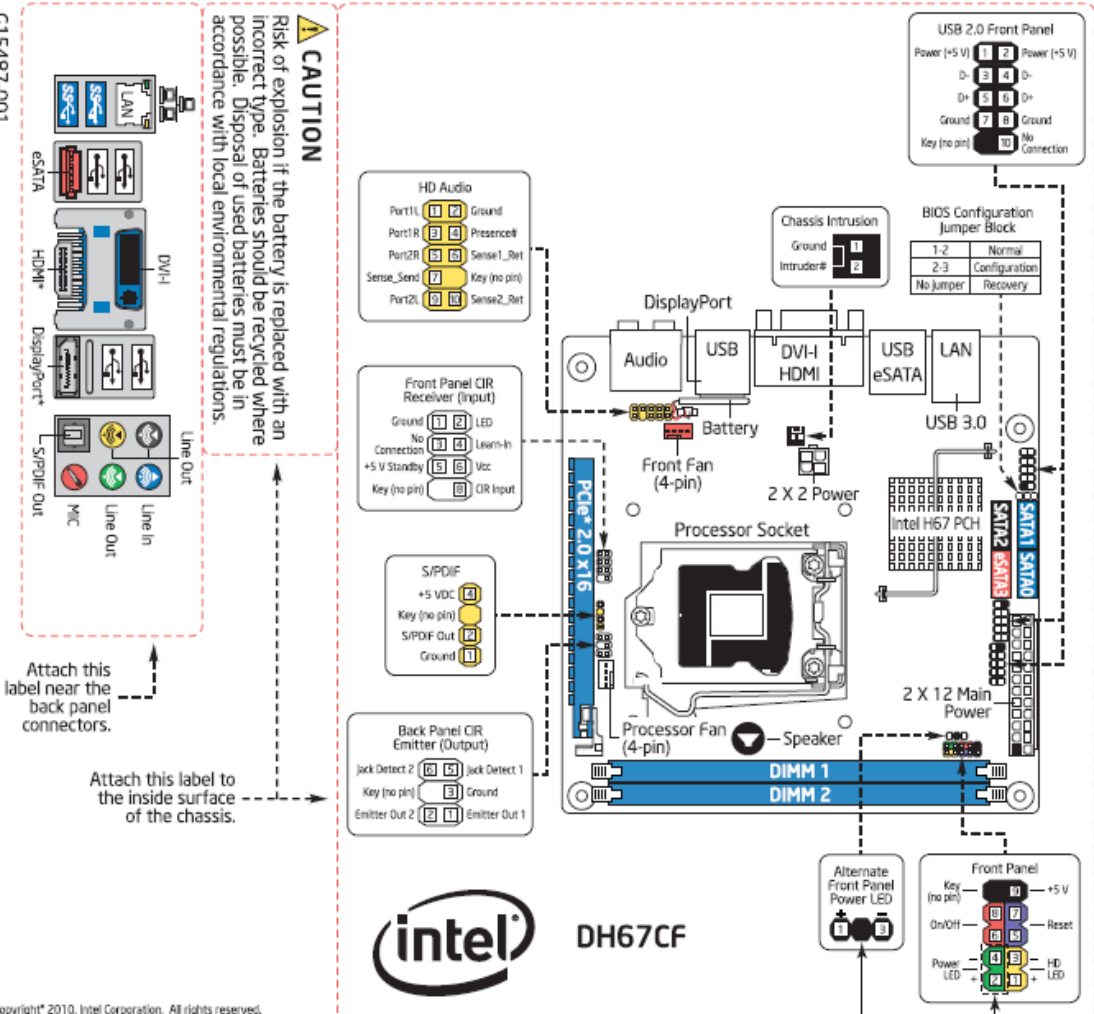 G15487-001
CAUTION
Risk of explosion if the battery is replaced with an
incorrect type. Batteries should be recycled where
possible. Disposal of used batteries must be in
accordance with local environmental regulations.
LAN
SS
SS
eSATA
DVI-I
HDMI*
DisplayPort*
Line Out
Line In
Line Out
MIC
S/PDIF Out
Attach this
label near the
back panel
connectors.
Attach this label to
the inside surface
of the chassis.
USB 2.0 Front Panel
Power (+5 V) 1 2 Power (+5 V)
D- 3 4 D-
D+ 5 6 D+
Ground 7 8 Ground
Key (no pin) 10 No Connection
HD Audio
Port1L 1 2 Ground
Port1R 3 4 Presence#
Port2R 5 6 Sense1_Ret
Sense_Send 7 Key (no pin)
Port2L 9 10 Sense2_Ret
Chassis Intrusion
Ground 1
Intruder# 2
BIOS Configuration
Jumper Block
1-2 Normal
2-3 Configuration
No jumper Recovery
DisplayPort
Audio
USB
DVI-I
HDMI
USB
eSATA
LAN
USB 3.0
Battery
Front Fan
(4-pin)
2 X 2 Power
Front Panel CIR
Receiver (Input)
Ground 1 2 LED
No Connection 3 4 Learn-In
+5 V Standby 5 6 Vcc
Key (no pin) 8 CIR Input
PCIe* 2.0 x16
Processor Socket
Intel H67 PCH
SATA1 SATA0
SATA2 eSATA3
S/PDIF
+5 VDC 4
Key (no pin)
S/PDIF Out 2
Ground 1
2 X 12 Main
Power
Processor Fan
(4-pin)
Speaker
Back Panel CIR
Emitter (Output)
Jack Detect 2 6 5 Jack Detect 1
Key (no pin) 3 Ground
Emitter Out 2 2 1 Emitter Out 1
DIMM 1
DIMM 2
Alternate
Front Panel
Power LED
+ -
1 3
Front Panel
Key (no pin) 10 +5 V
On/Off 8 7 Reset
6 5
Power LED - 4 3 - HD LED
+ 2 1 +
intel
DH67CF
opyright* 2010, Intel Corporation. All rights reserved.